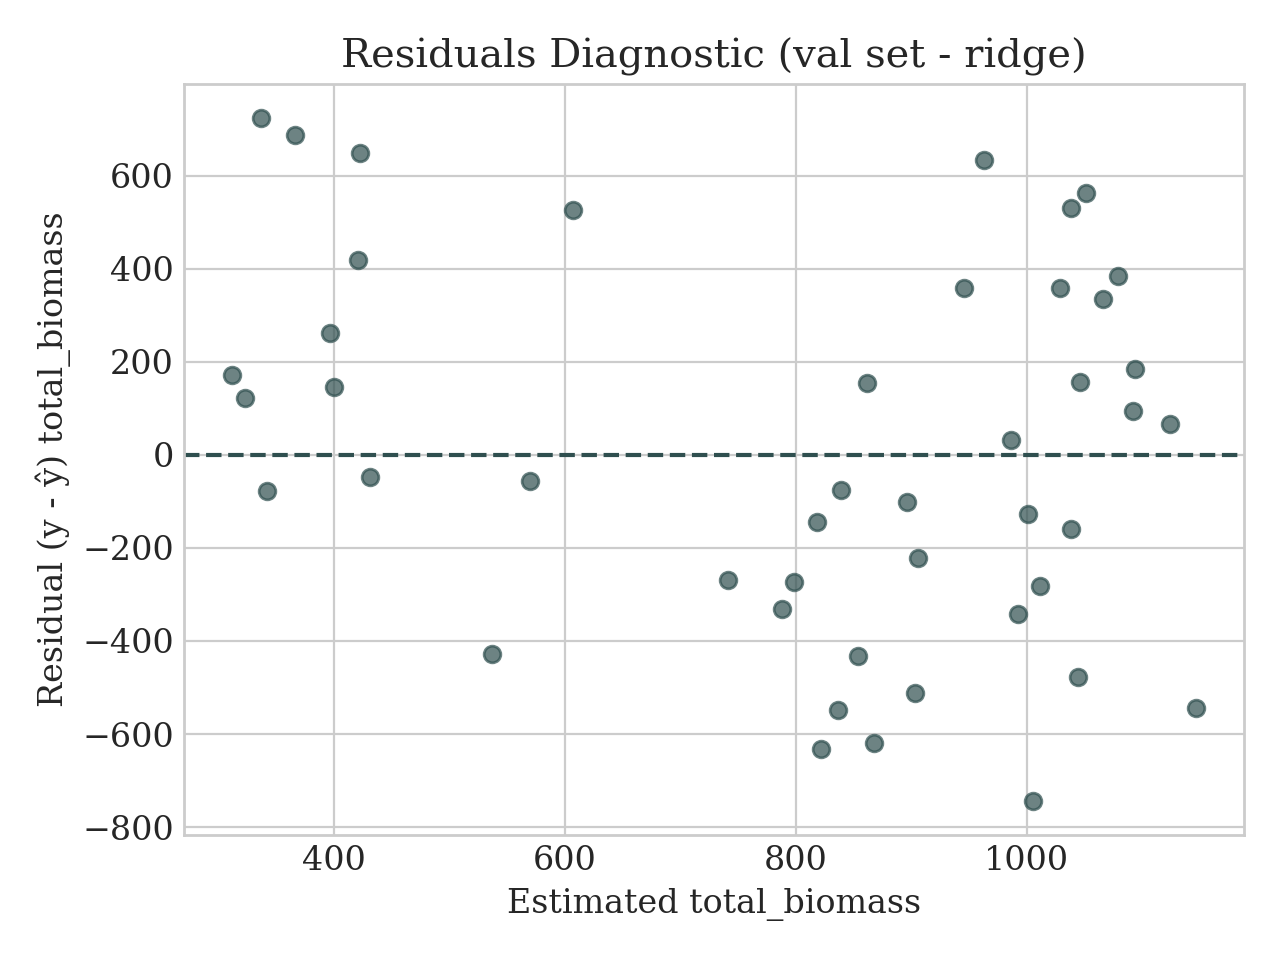 Residuals Diagnostic (val set - ridge)
Residual (y - ŷ) total_biomass
600
400
200
0
−200
−400
−600
−800
400 600 800 1000
Estimated total_biomass